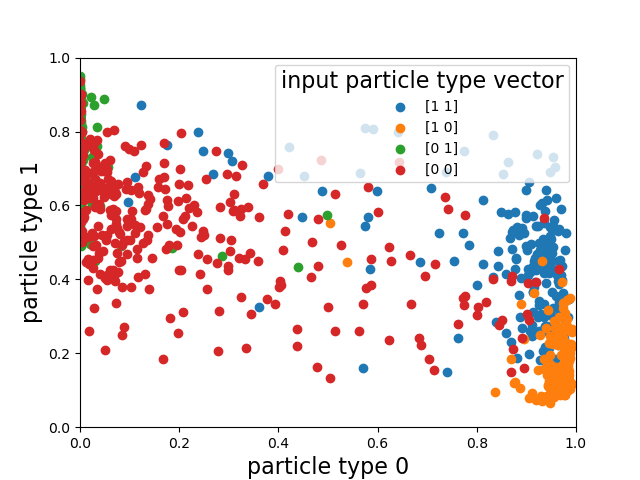 input particle type vector
[1 1]
[1 0]
[0 1]
[0 0]
1.0
0.8
0.6
0.4
0.2
0.0
particle type 1
0.0 0.2 0.4 0.6 0.8 1.0
particle type 0